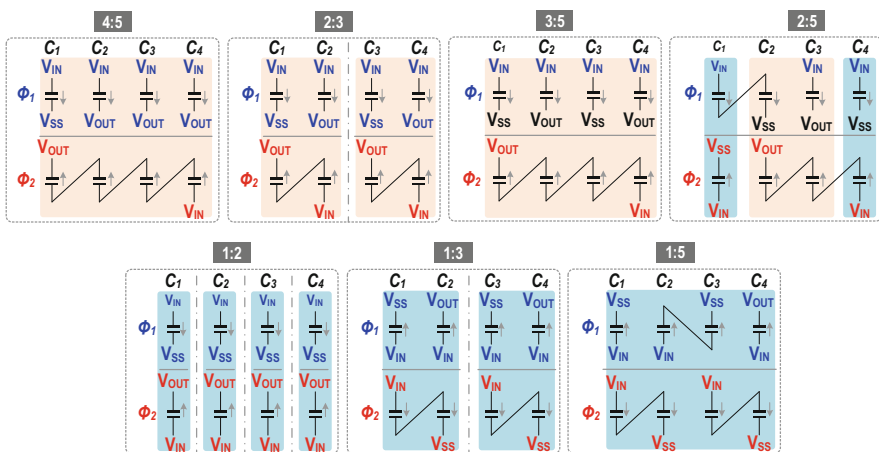 4:5 2:3 3:5 2:5
C1 C2 C3 C4 C1 C2 C3 C4 C1 C2 C3 C4 C1 C2 C3 C4
VIN VIN VIN VIN VIN VIN VIN VIN VIN VIN VIN VIN VIN VIN VIN
Φ1 Φ1 Φ1 Φ1
VSS VOUT VOUT VOUT VSS VOUT VSS VOUT VSS VOUT VSS VOUT VSS VOUT VSS
VOUT VOUT VOUT VOUT VSS VOUT
Φ2 Φ2 Φ2 Φ2
VIN VIN VIN VIN VIN VIN
1:2 1:3 1:5
C1 C2 C3 C4 C1 C2 C3 C4 C1 C2 C3 C4
VIN VIN VIN VIN VSS VOUT VSS VOUT VSS VSS VOUT
Φ1 Φ1 Φ1
VSS VSS VSS VSS VIN VIN VIN VIN VIN VIN VIN
VOUT VOUT VOUT VOUT VIN VIN VIN VIN
Φ2 Φ2 Φ2
VIN VIN VIN VIN VSS VSS VSS VSS